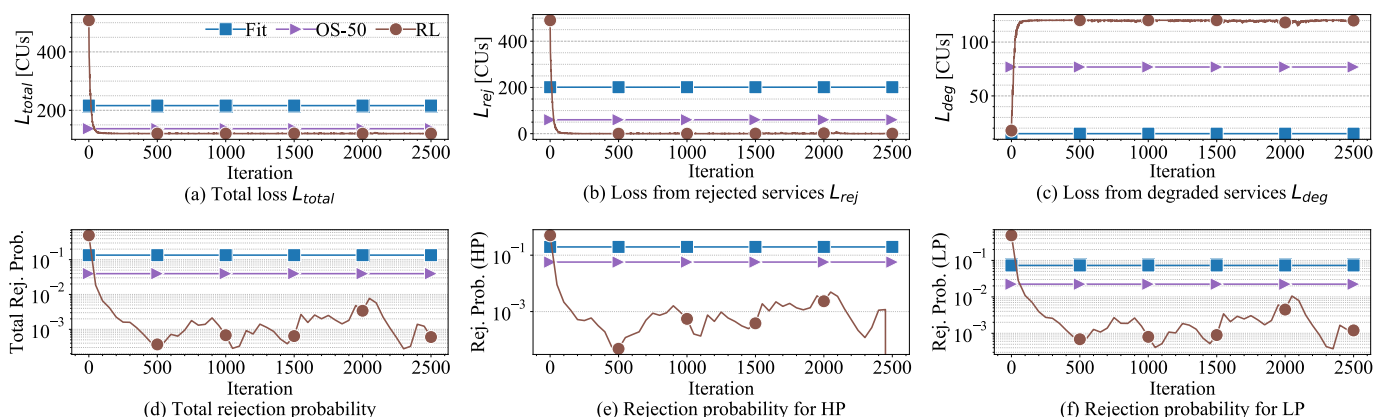 Fit OS-50 RL
L_total [CUs]
400
200
0 500 1000 1500 2000 2500
Iteration
(a) Total loss L_total
L_rej [CUs]
400
200
0
0 500 1000 1500 2000 2500
Iteration
(b) Loss from rejected services L_rej
L_deg [CUs]
100
50
0 500 1000 1500 2000 2500
Iteration
(c) Loss from degraded services L_deg
Total Rej. Prob.
10⁻¹
10⁻²
10⁻³
0 500 1000 1500 2000 2500
Iteration
(d) Total rejection probability
Rej. Prob. (HP)
10⁻¹
10⁻³
0 500 1000 1500 2000 2500
Iteration
(e) Rejection probability for HP
Rej. Prob. (LP)
10⁻¹
10⁻²
10⁻³
0 500 1000 1500 2000 2500
Iteration
(f) Rejection probability for LP